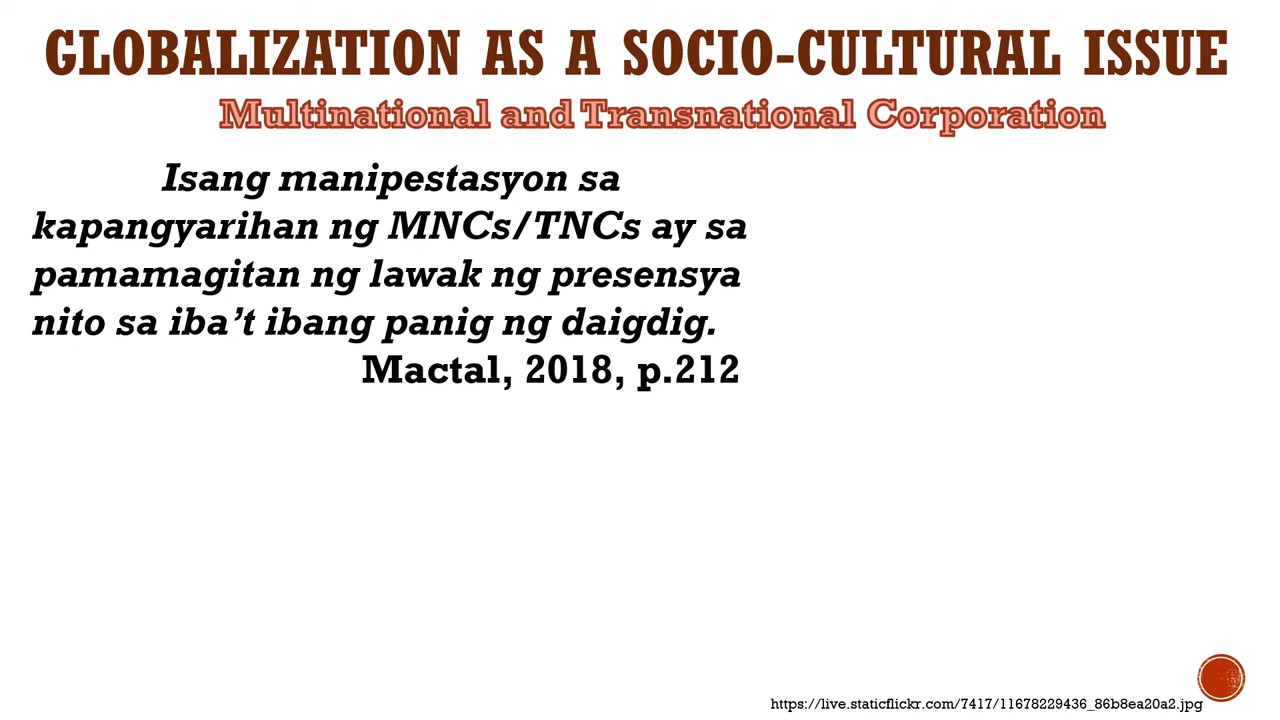 GLOBALIZATION AS A SOCIO-CULTURAL ISSUE
Multinational and Transnational Corporation
Isang manipestasyon sa
kapangyarihan ng MNCs/TNCs ay sa
pamamagitan ng lawak ng presensya
nito sa iba’t ibang panig ng daigdig.
Mactal, 2018, p.212
https://live.staticflickr.com/7417/11678229436_86b8ea20a2.jpg